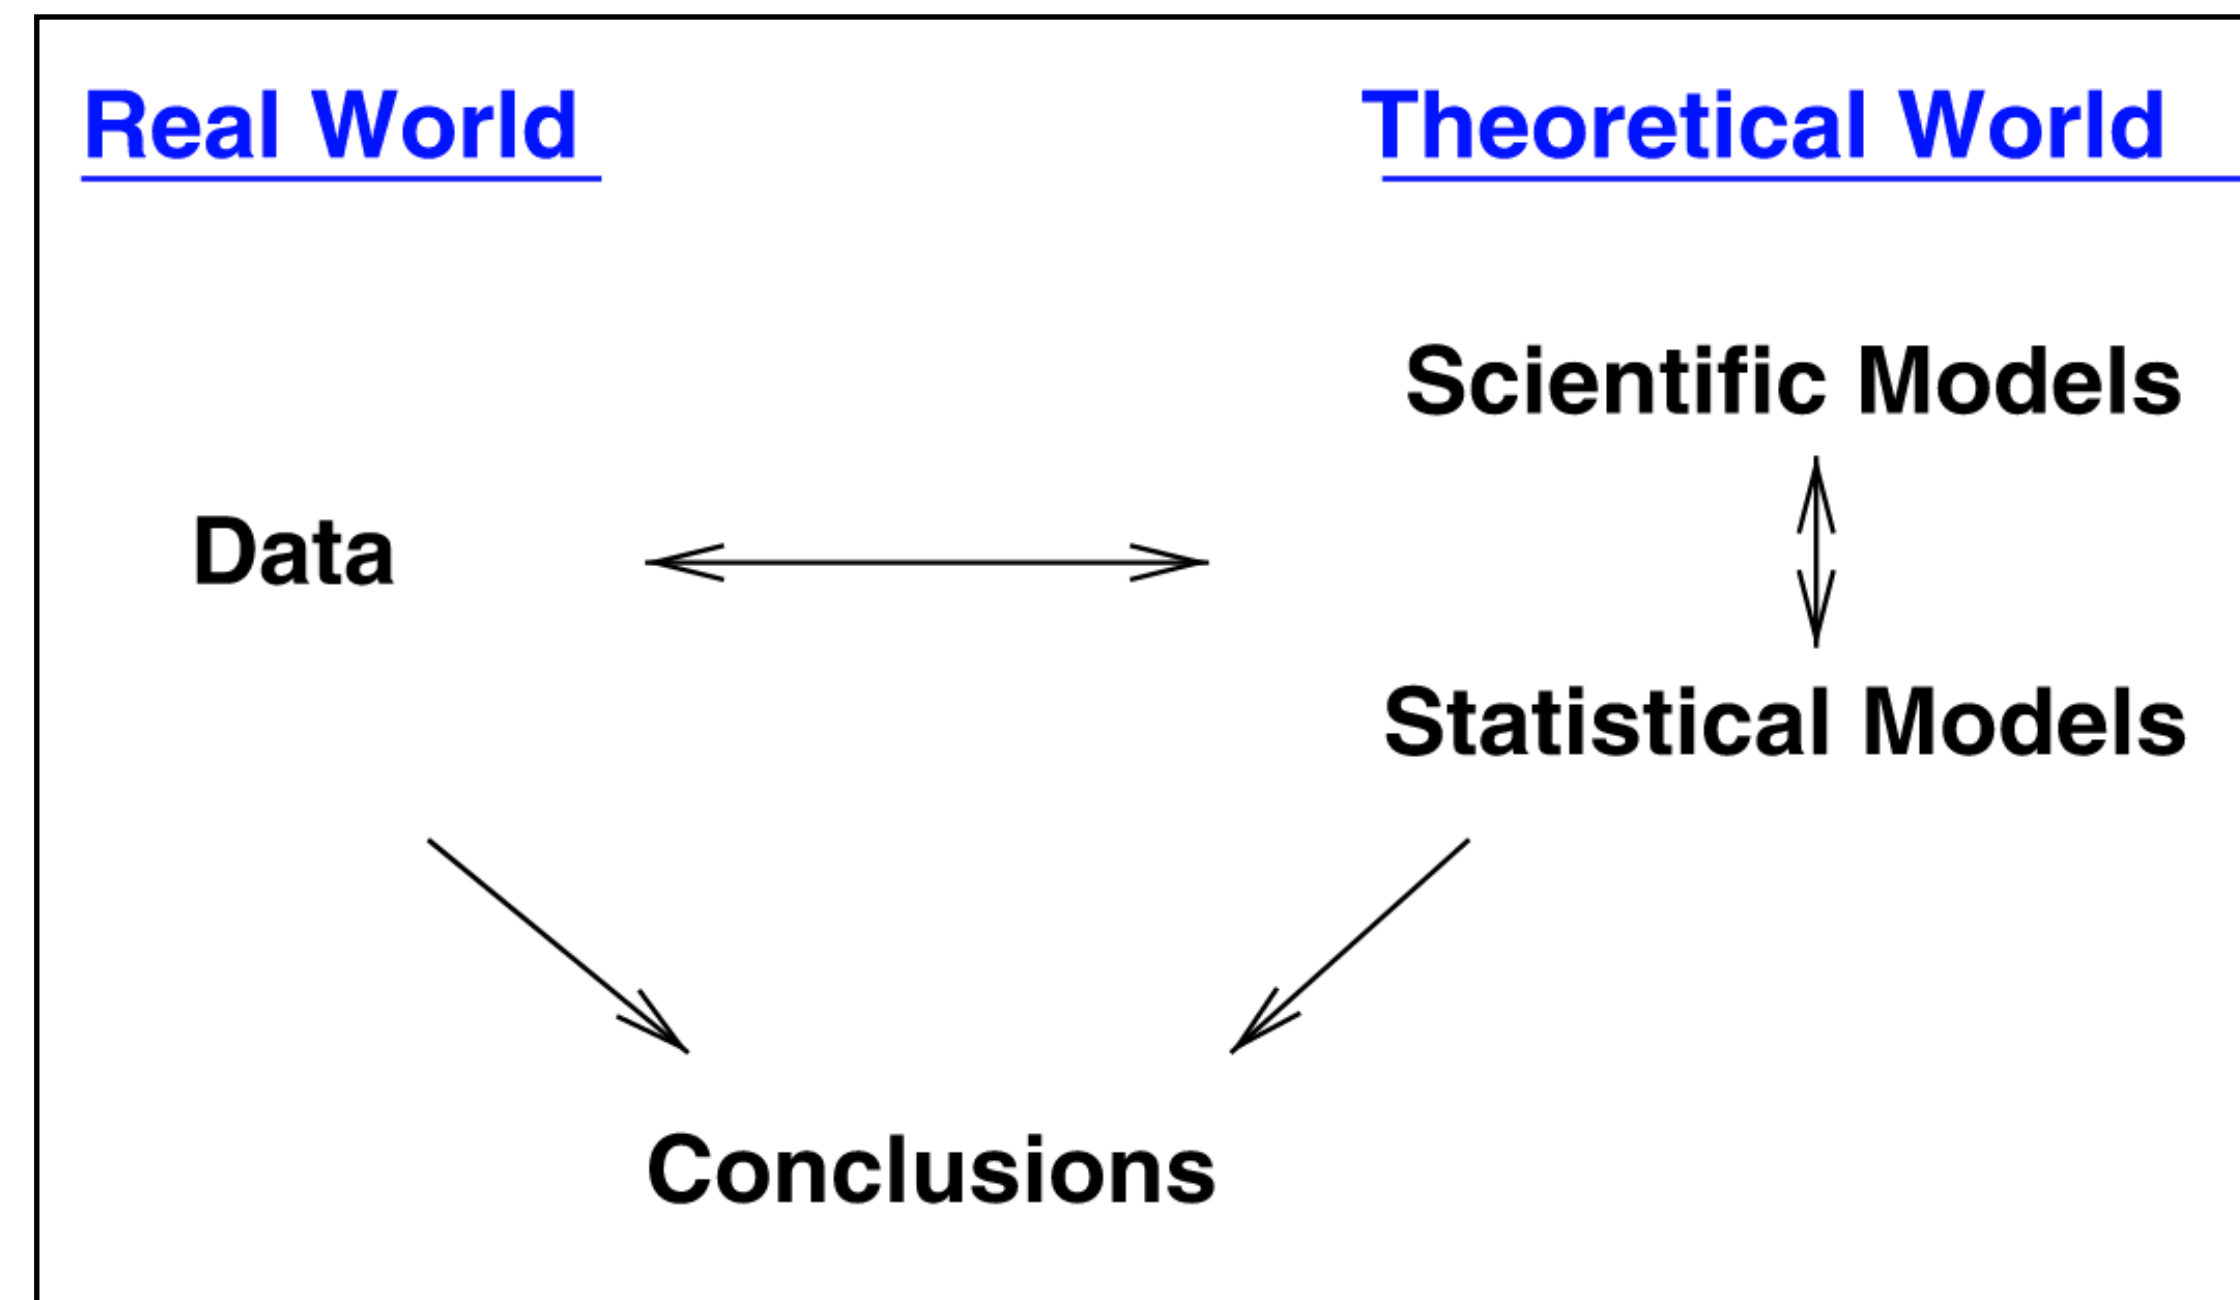 Real World
Theoretical World
Scientific Models
Data
Statistical Models
Conclusions